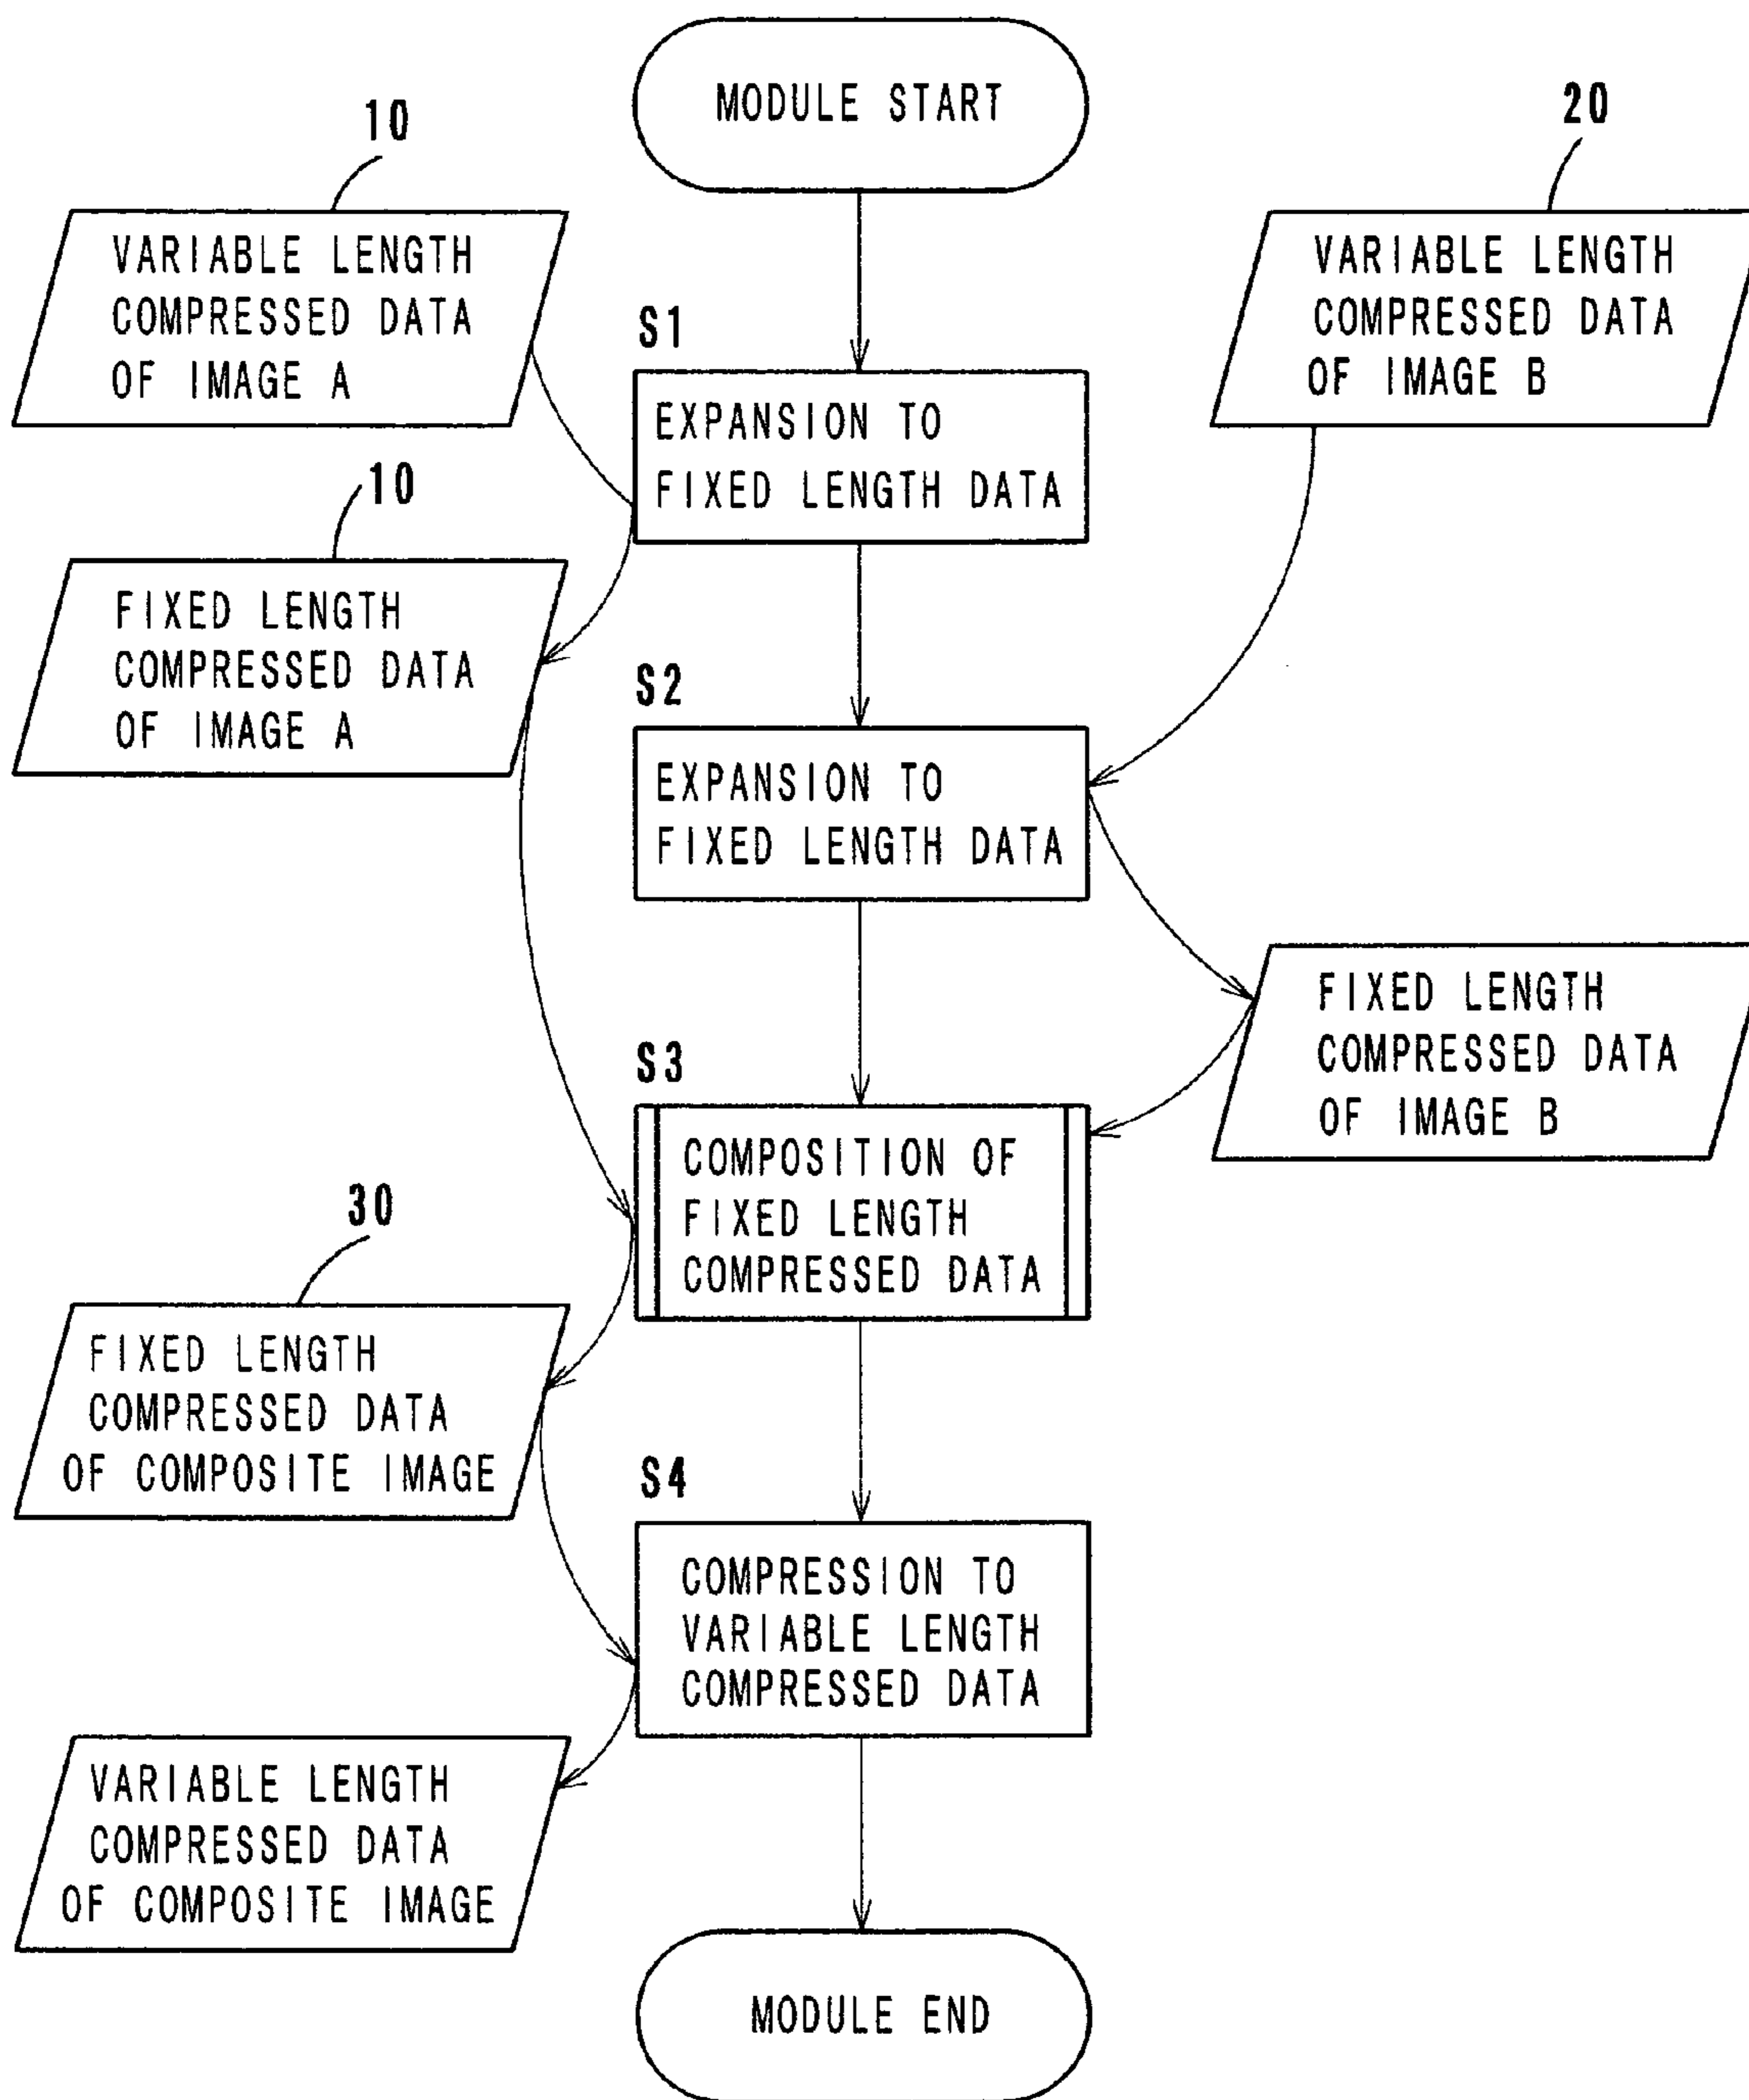 MODULE START
10
VARIABLE LENGTH
COMPRESSED DATA
OF IMAGE A
20
VARIABLE LENGTH
COMPRESSED DATA
OF IMAGE B
S1
EXPANSION TO
FIXED LENGTH DATA
10
FIXED LENGTH
COMPRESSED DATA
OF IMAGE A
S2
EXPANSION TO
FIXED LENGTH DATA
FIXED LENGTH
COMPRESSED DATA
OF IMAGE B
S3
COMPOSITION OF
FIXED LENGTH
COMPRESSED DATA
30
FIXED LENGTH
COMPRESSED DATA
OF COMPOSITE IMAGE
S4
COMPRESSION TO
VARIABLE LENGTH
COMPRESSED DATA
VARIABLE LENGTH
COMPRESSED DATA
OF COMPOSITE IMAGE
MODULE END